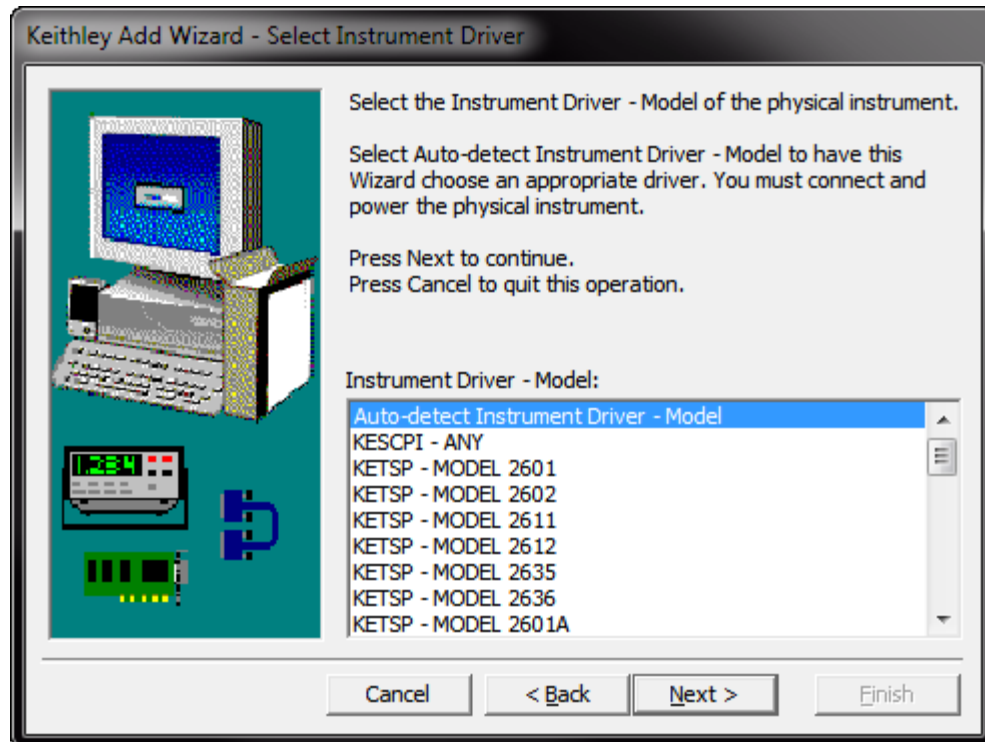 Keithley Add Wizard - Select Instrument Driver
Select the Instrument Driver - Model of the physical instrument.
Select Auto-detect Instrument Driver - Model to have this
Wizard choose an appropriate driver. You must connect and
power the physical instrument.
Press Next to continue.
Press Cancel to quit this operation.
1.234
Instrument Driver - Model:
Auto-detect Instrument Driver - Model
KESCPI - ANY
KETSP - MODEL 2601
KETSP - MODEL 2602
KETSP - MODEL 2611
KETSP - MODEL 2612
KETSP - MODEL 2635
KETSP - MODEL 2636
KETSP - MODEL 2601A
Cancel
< Back
Next >
Finish